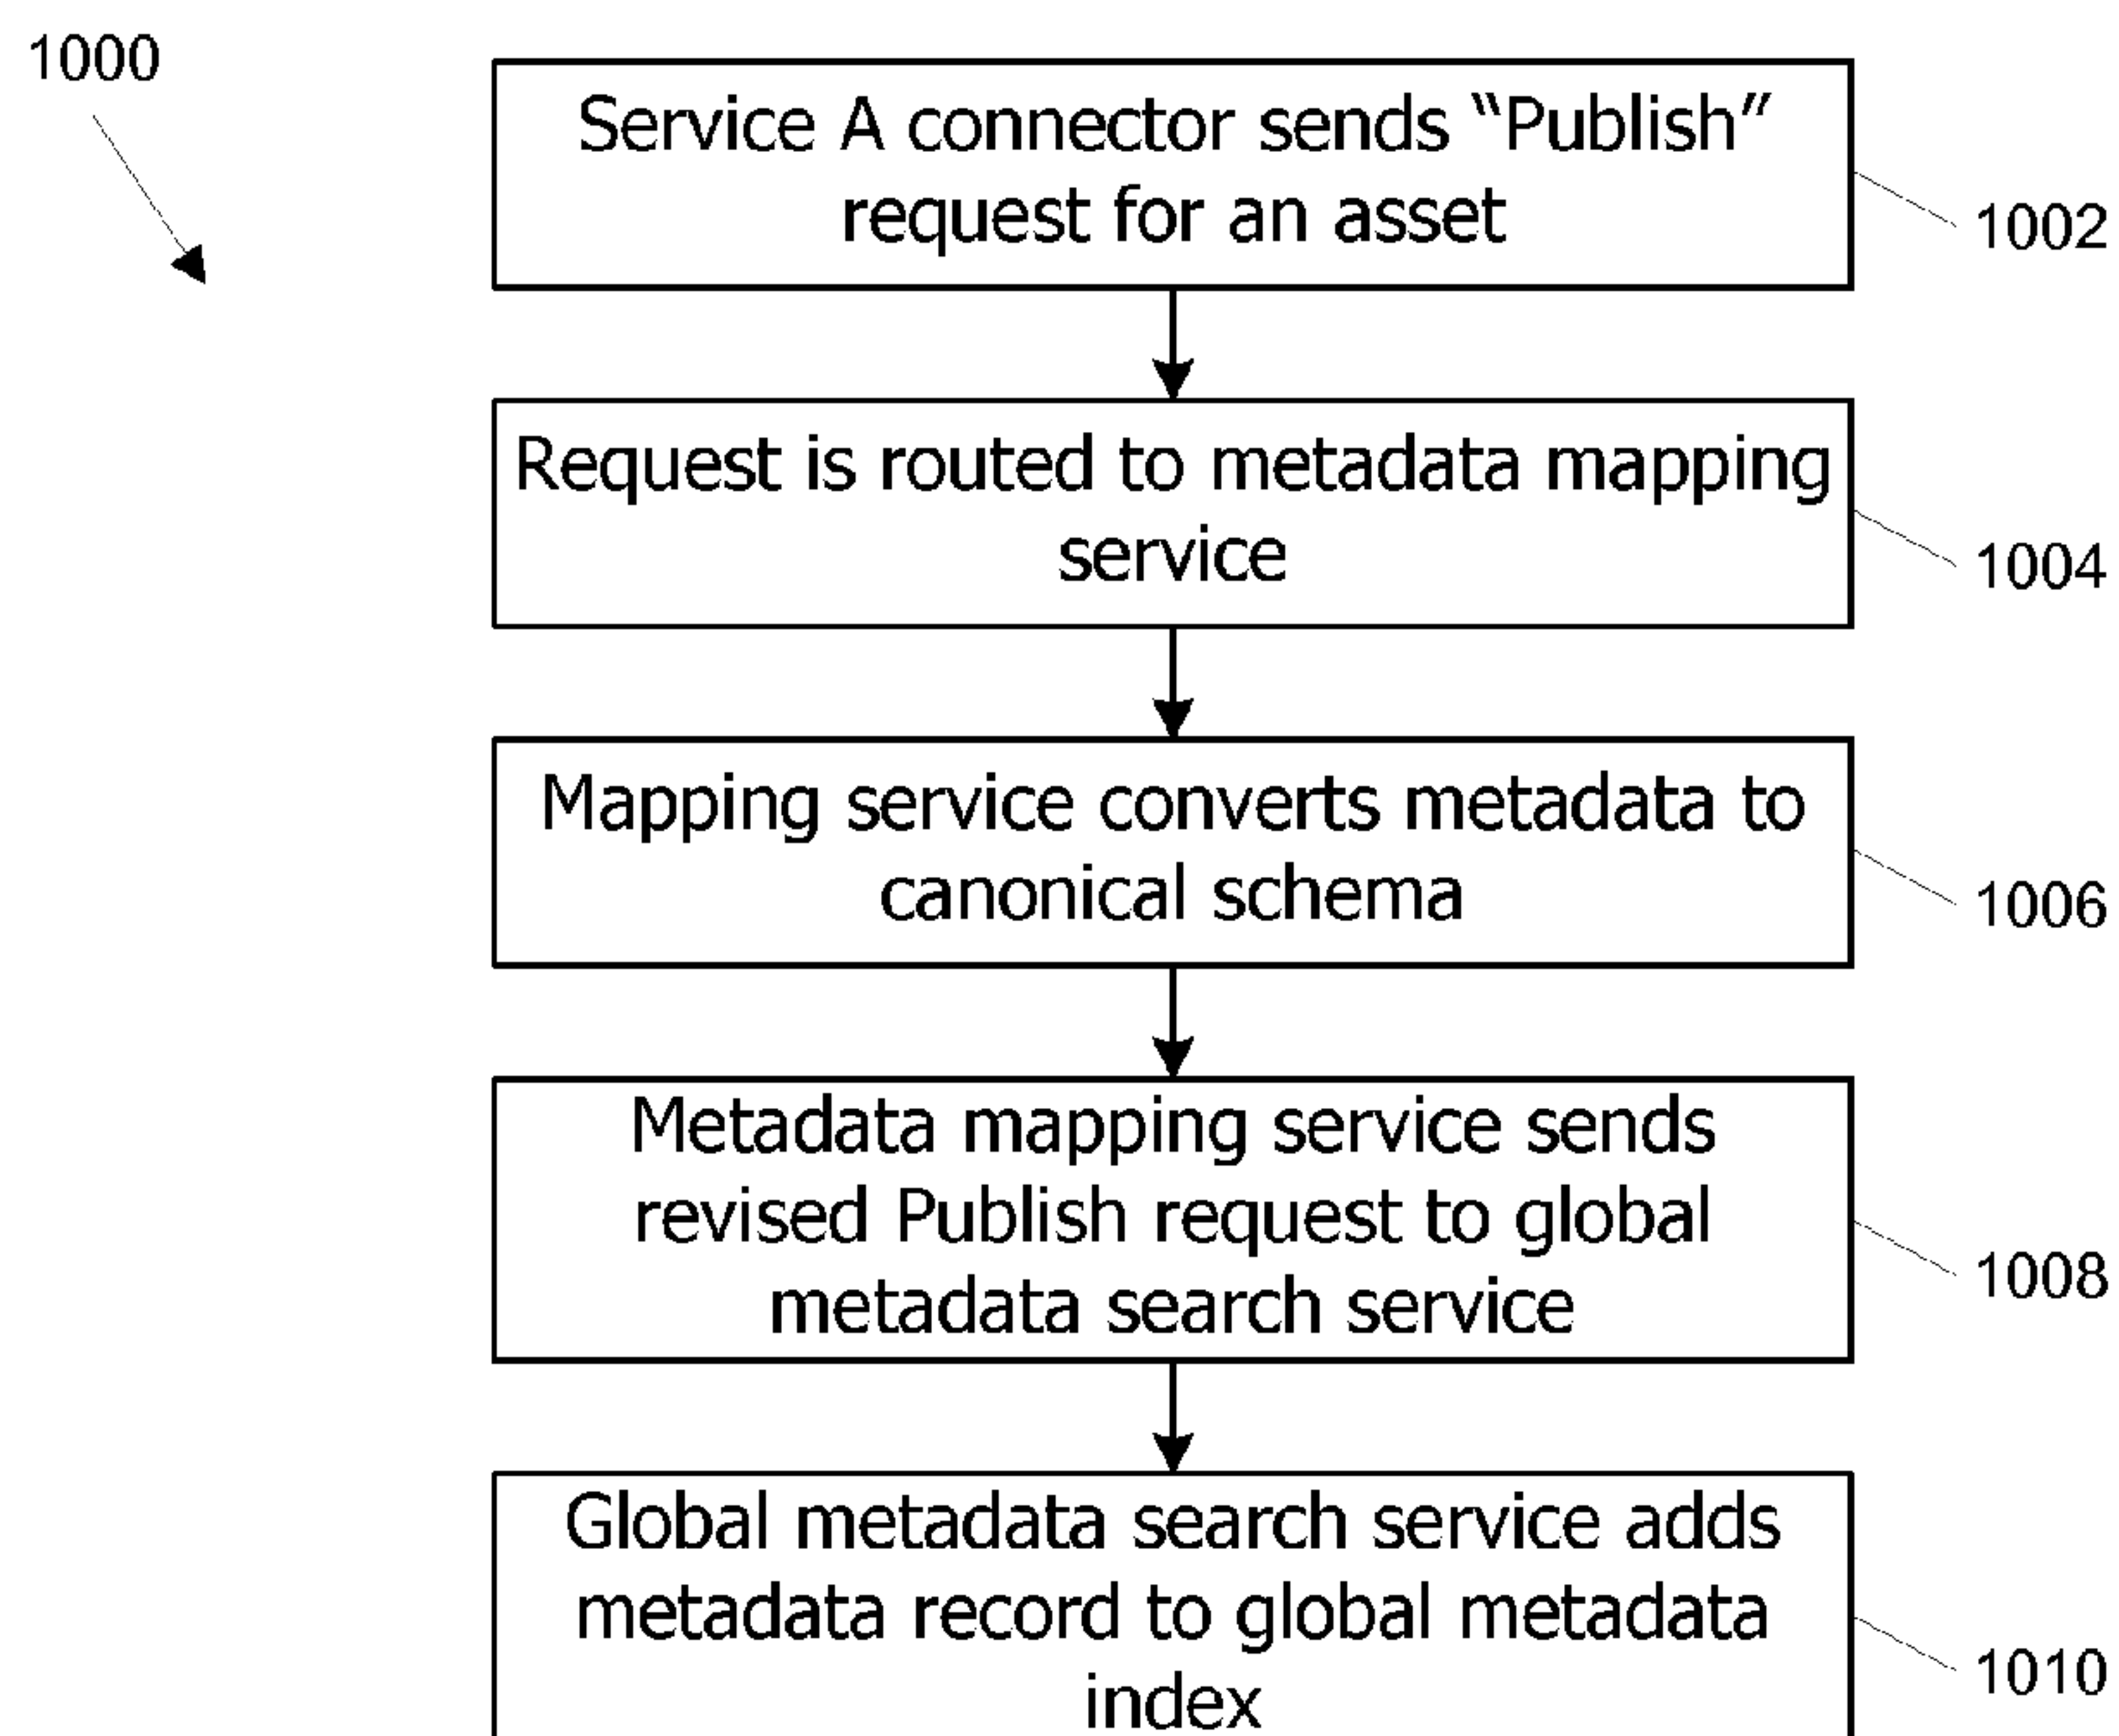 1000
Service A connector sends “Publish”
request for an asset
1002
Request is routed to metadata mapping
service
1004
Mapping service converts metadata to
canonical schema
1006
Metadata mapping service sends
revised Publish request to global
metadata search service
1008
Global metadata search service adds
metadata record to global metadata
index
1010